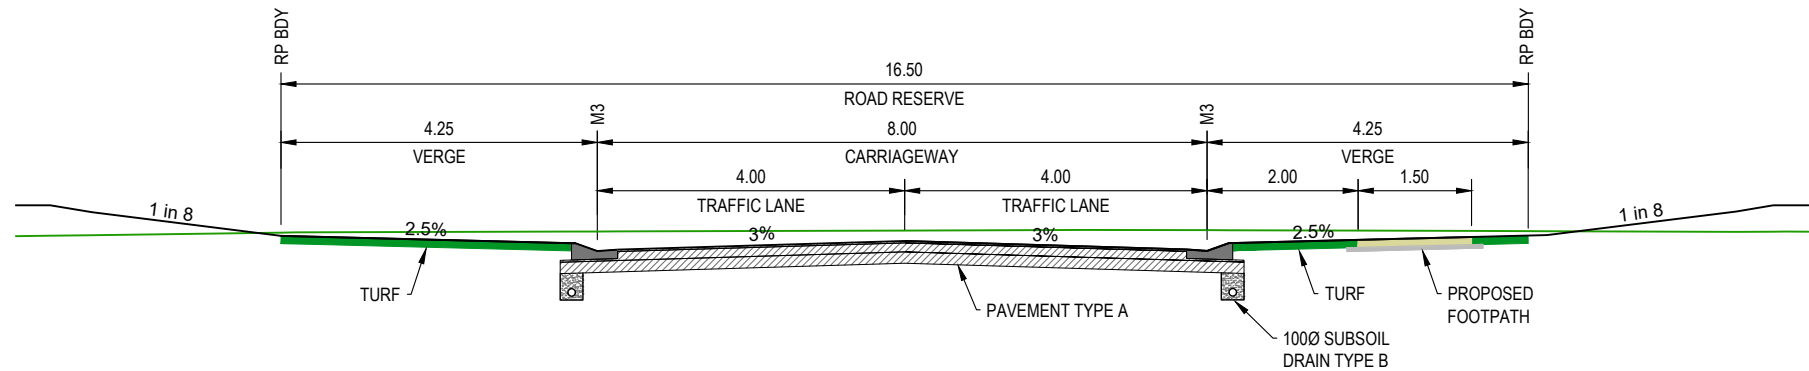 RP BDY
RP BDY
16.50
ROAD RESERVE
M3
M3
4.25
VERGE
8.00
CARRIAGEWAY
4.25
VERGE
4.00
TRAFFIC LANE
4.00
TRAFFIC LANE
2.00
1.50
1 in 8
2.5%
3%
3%
2.5%
1 in 8
TURF
PAVEMENT TYPE A
TURF
PROPOSED
FOOTPATH
100Ø SUBSOIL
DRAIN TYPE B